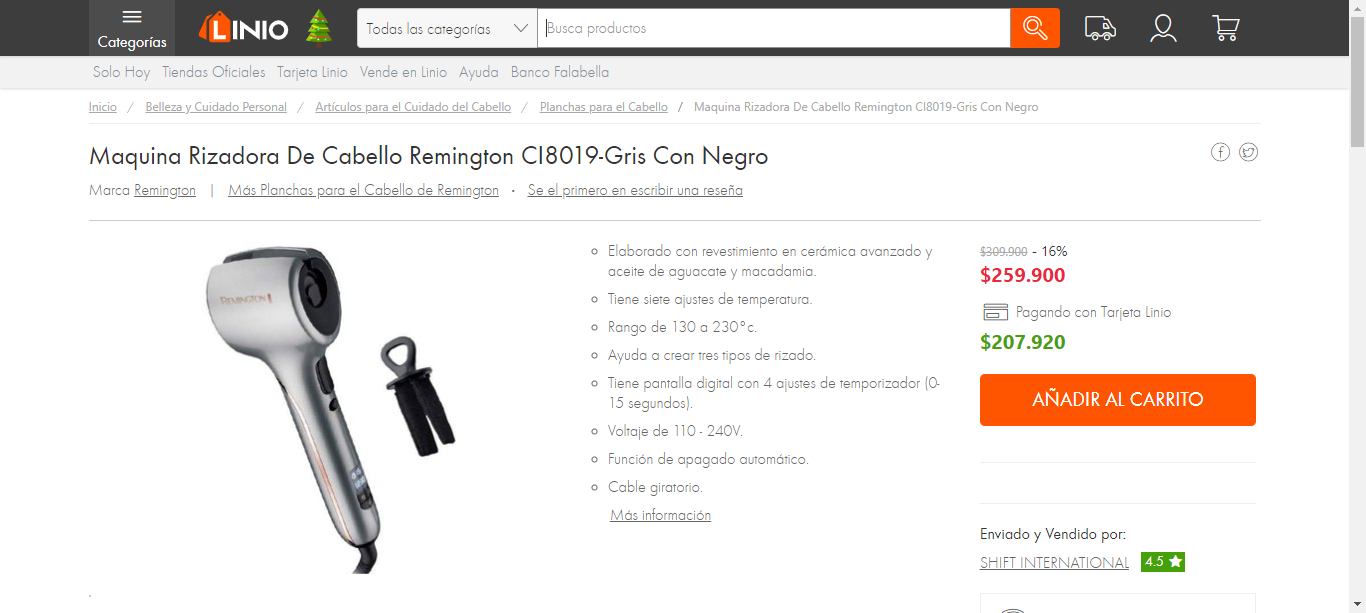 Categorías
LINIO
Todas las categorías
Busca productos
Solo Hoy Tiendas Oficiales Tarjeta Linio Vende en Linio Ayuda Banco Falabella
Inicio / Belleza y Cuidado Personal / Artículos para el Cuidado del Cabello / Planchas para el Cabello / Maquina Rizadora De Cabello Remington CI8019-Gris Con Negro
Maquina Rizadora De Cabello Remington CI8019-Gris Con Negro
Marca Remington | Más Planchas para el Cabello de Remington · Se el primero en escribir una reseña
REMINGTON
Elaborado con revestimiento en cerámica avanzado y
aceite de aguacate y macadamia.
Tiene siete ajustes de temperatura.
Rango de 130 a 230°c.
Ayuda a crear tres tipos de rizado.
Tiene pantalla digital con 4 ajustes de temporizador (0-
15 segundos).
Voltaje de 110 - 240V.
Función de apagado automático.
Cable giratorio.
Más información
$309.900 - 16%
$259.900
Pagando con Tarjeta Linio
$207.920
AÑADIR AL CARRITO
Enviado y Vendido por:
SHIFT INTERNATIONAL 4.5